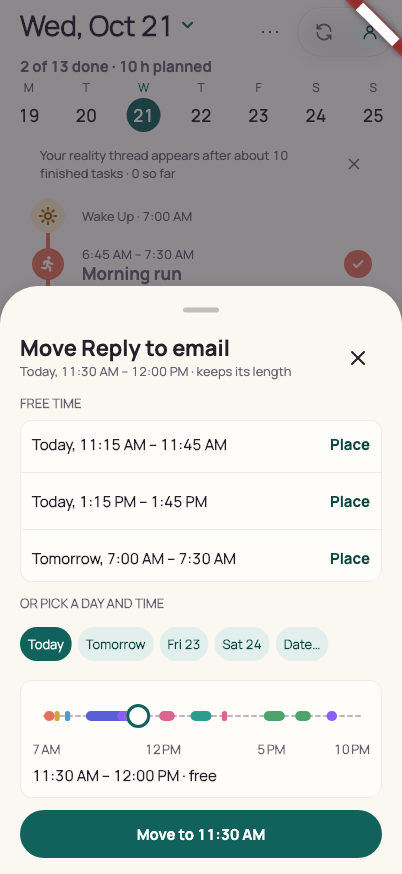 Wed, Oct 21
2 of 13 done · 10 h planned
M T W T F S S
19 20 21 22 23 24 25
Your reality thread appears after about 10
finished tasks · 0 so far
Wake Up · 7:00 AM
6:45 AM – 7:30 AM
Morning run
Move Reply to email
Today, 11:30 AM – 12:00 PM · keeps its length
FREE TIME
Today, 11:15 AM – 11:45 AM Place
Today, 1:15 PM – 1:45 PM Place
Tomorrow, 7:00 AM – 7:30 AM Place
OR PICK A DAY AND TIME
Today Tomorrow Fri 23 Sat 24 Date...
7 AM 12 PM 5 PM 10 PM
11:30 AM – 12:00 PM · free
Move to 11:30 AM